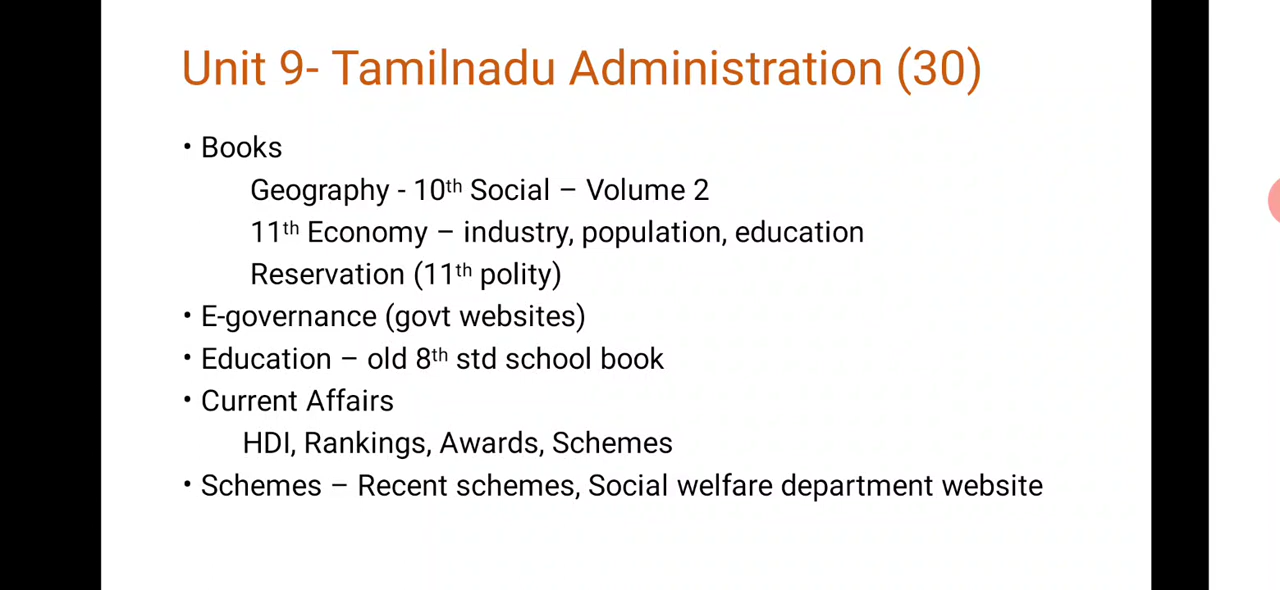 Unit 9- Tamilnadu Administration (30)
• Books
Geography - 10th Social – Volume 2
11th Economy – industry, population, education
Reservation (11th polity)
• E-governance (govt websites)
• Education – old 8th std school book
• Current Affairs
HDI, Rankings, Awards, Schemes
• Schemes – Recent schemes, Social welfare department website